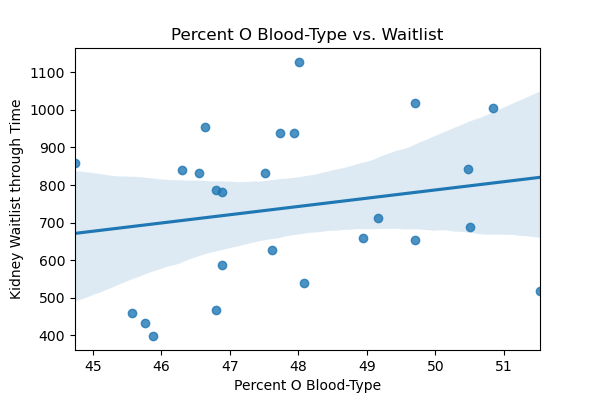 Percent O Blood-Type vs. Waitlist
Kidney Waitlist through Time
1100
1000
900
800
700
600
500
400
45 46 47 48 49 50 51
Percent O Blood-Type